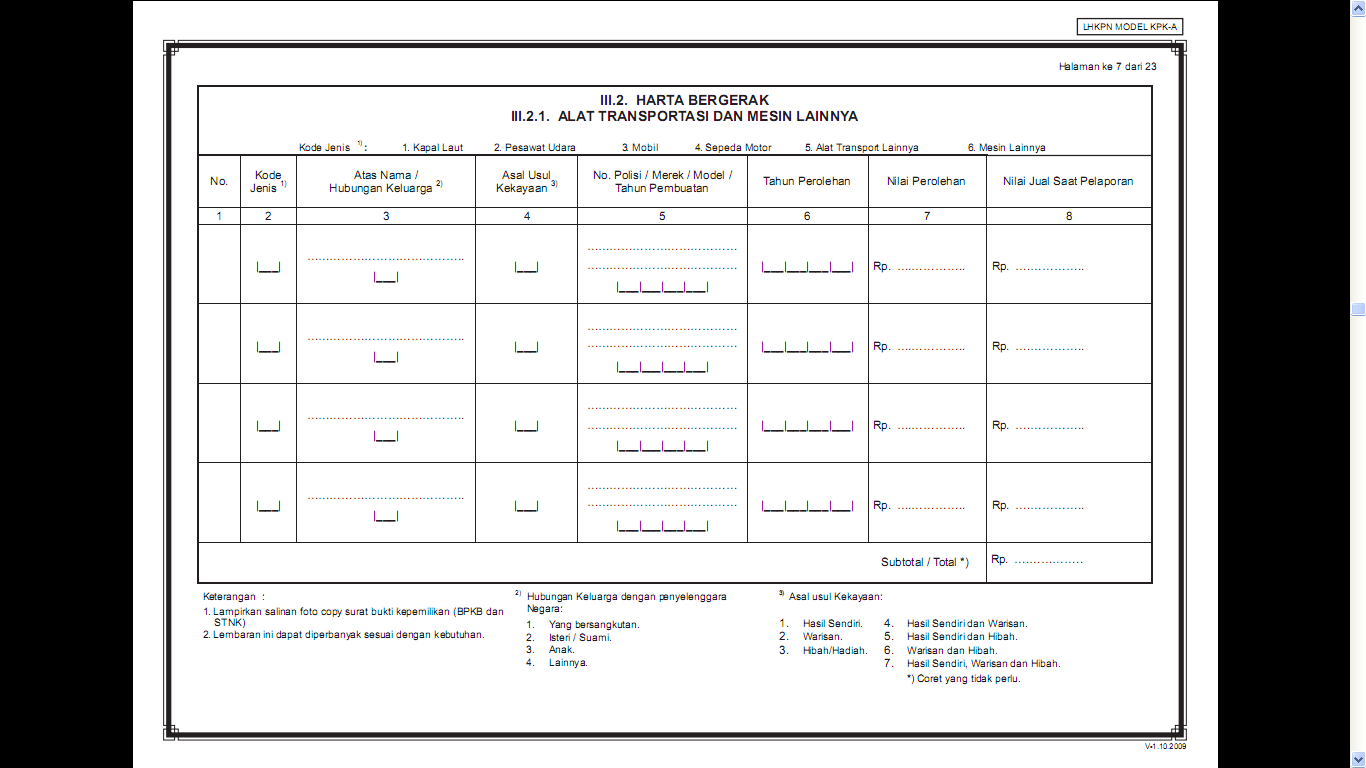 LHKPN MODEL KPK-A
Halaman ke 7 dari 23
III.2. HARTA BERGERAK
III.2.1. ALAT TRANSPORTASI DAN MESIN LAINNYA
Kode Jenis 1) : 1. Kapal Laut 2. Pesawat Udara 3. Mobil 4. Sepeda Motor 5. Alat Transport Lainnya 6. Mesin Lainnya
No.
Kode
Jenis 1)
Atas Nama /
Hubungan Keluarga 2)
Asal Usul
Kekayaan 3)
No. Polisi / Merek / Model /
Tahun Pembuatan
Tahun Perolehan
Nilai Perolehan
Nilai Jual Saat Pelaporan
1 2 3 4 5 6 7 8
Rp. .................... Rp. ....................
Rp. .................... Rp. ....................
Rp. .................... Rp. ....................
Rp. .................... Rp. ....................
Subtotal / Total *) Rp. ....................
Keterangan :
1. Lampirkan salinan foto copy surat bukti kepemilikan (BPKB dan
STNK)
2. Lembaran ini dapat diperbanyak sesuai dengan kebutuhan.
2) Hubungan Keluarga dengan penyelenggara
Negara:
1. Yang bersangkutan.
2. Isteri / Suami.
3. Anak.
4. Lainnya.
3) Asal usul Kekayaan:
1. Hasil Sendiri.
2. Warisan.
3. Hibah/Hadiah.
4. Hasil Sendiri dan Warisan.
5. Hasil Sendiri dan Hibah.
6. Warisan dan Hibah.
7. Hasil Sendiri, Warisan dan Hibah.
*) Coret yang tidak perlu.
V-1.10.2009